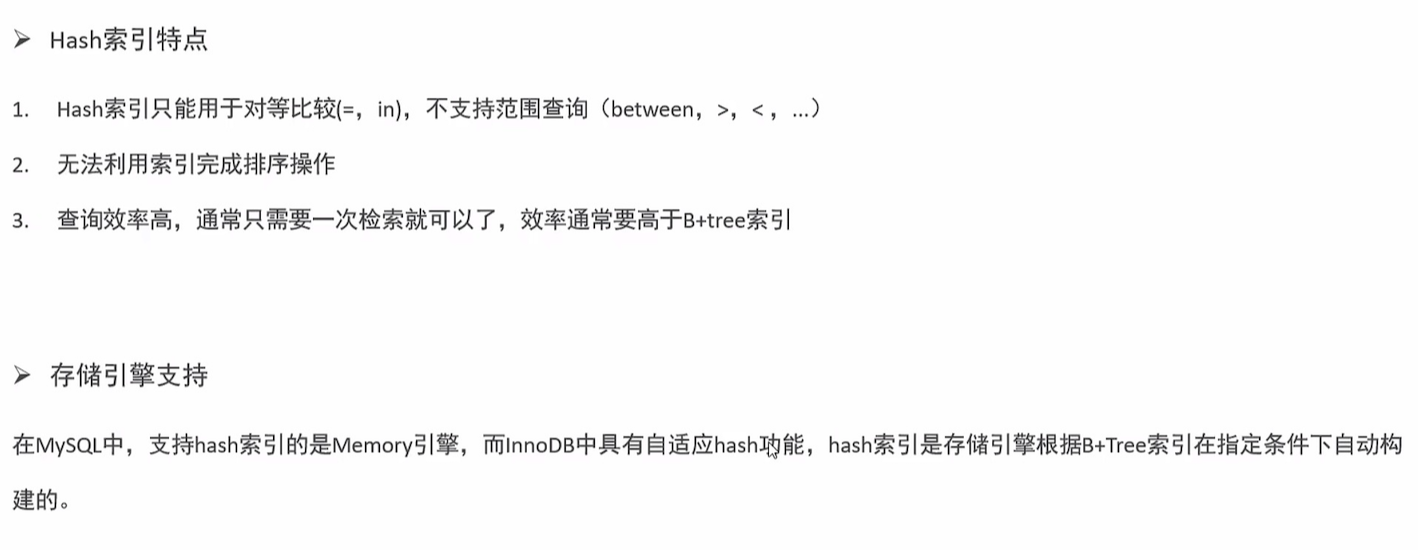 ➢ Hash索引特点
1. Hash索引只能用于对等比较(=，in)，不支持范围查询（between，>，<，...）
2. 无法利用索引完成排序操作
3. 查询效率高，通常只需要一次检索就可以了，效率通常要高于B+tree索引
➢ 存储引擎支持
在MySQL中，支持hash索引的是Memory引擎，而InnoDB中具有自适应hash功能，hash索引是存储引擎根据B+Tree索引在指定条件下自动构
建的。